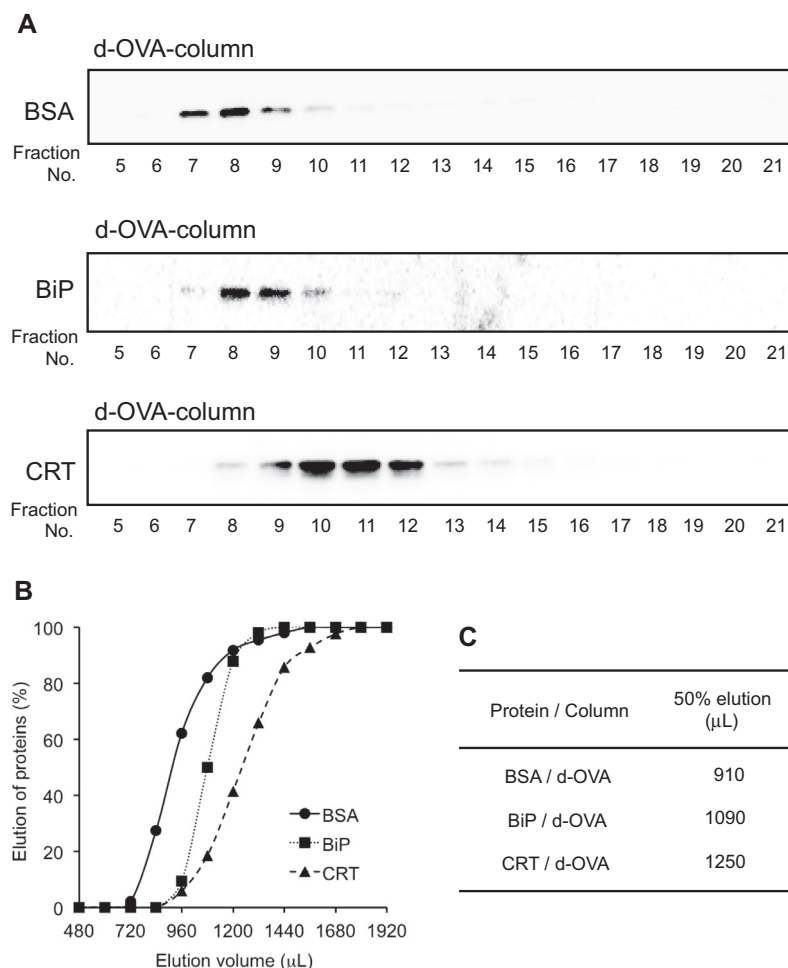 A
d-OVA-column
BSA
Fraction
No.
5 6 7 8 9 10 11 12 13 14 15 16 17 18 19 20 21
d-OVA-column
BiP
Fraction
No.
5 6 7 8 9 10 11 12 13 14 15 16 17 18 19 20 21
d-OVA-column
CRT
Fraction
No.
5 6 7 8 9 10 11 12 13 14 15 16 17 18 19 20 21
B
Elution of proteins (%)
100
80
60
40
20
0
BSA
BiP
CRT
480 720 960 1200 1440 1680 1920
Elution volume (μL)
C
Protein / Column 50% elution
(μL)
BSA / d-OVA 910
BiP / d-OVA 1090
CRT / d-OVA 1250